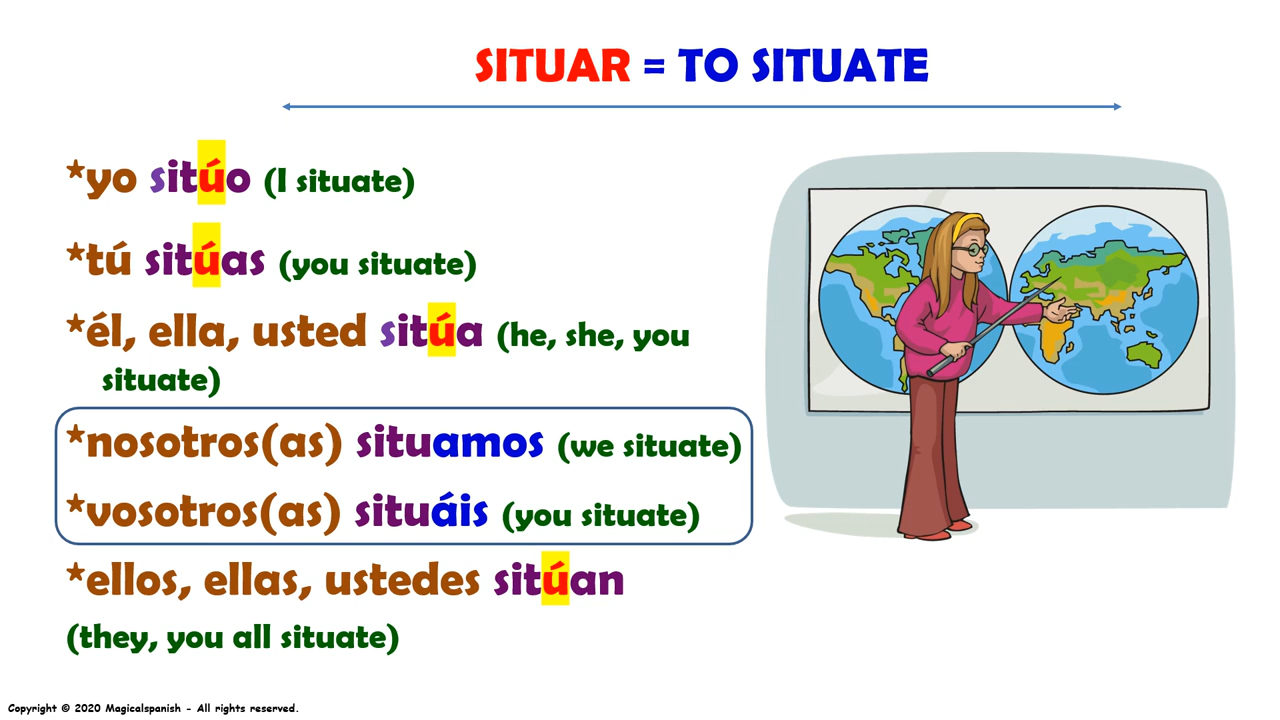 SITUAR = TO SITUATE
*yo sitúo (I situate)
*tú sitúas (you situate)
*él, ella, usted sitúa (he, she, you
situate)
*nosotros(as) situamos (we situate)
*vosotros(as) situáis (you situate)
*ellos, ellas, ustedes sitúan
(they, you all situate)
Copyright © 2020 Magicalspanish - All rights reserved.